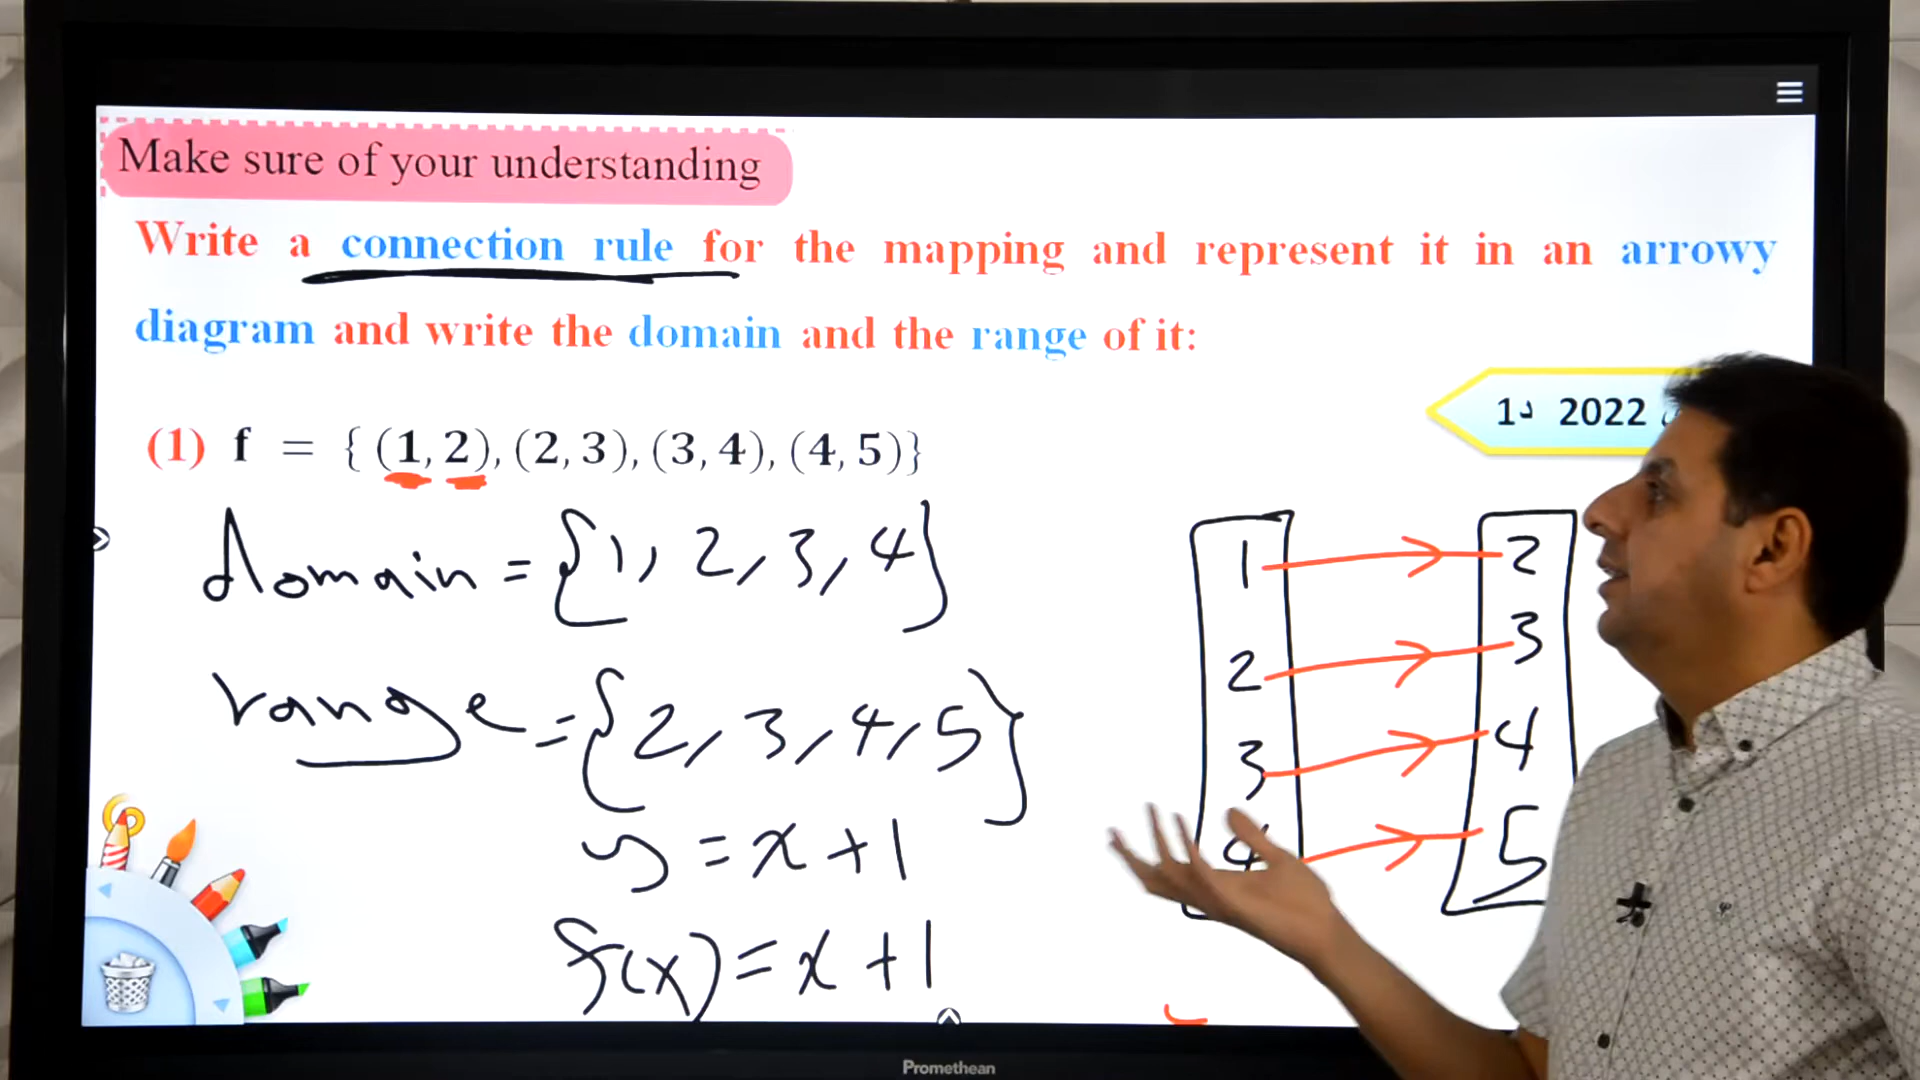 Make sure of your understanding
Write a connection rule for the mapping and represent it in an arrowy
diagram and write the domain and the range of it:
1د 2022
(1) f = { (1, 2), (2, 3), (3, 4), (4, 5)}
domain = {1, 2, 3, 4}
range = {2, 3, 4, 5}
y = x + 1
f(x) = x + 1
1 2
2 3
3 4
4 5
Promethean